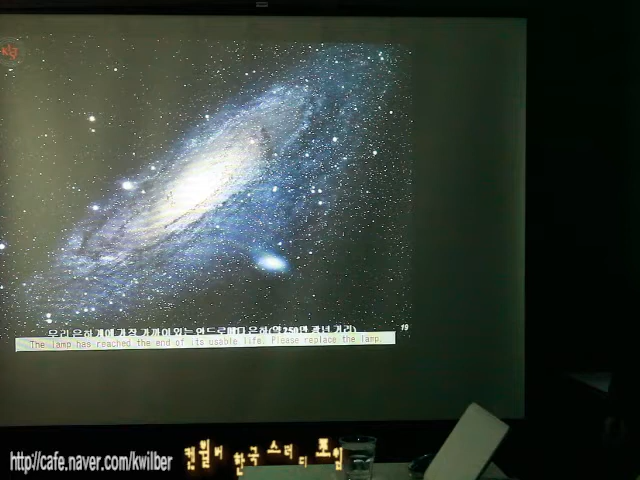 우리 은하계에 가장 가까이 있는 안드로메다 은하(약 250만 광년 거리)
19
The lamp has reached the end of its usable life. Please replace the lamp.
http://cafe.naver.com/kwilber 켄윌버 한국 스터디 모임